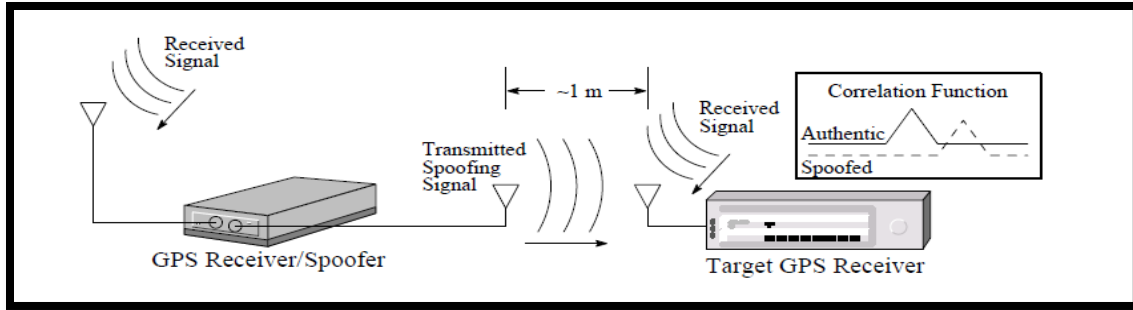 Received
Signal
~1 m
Received
Signal
Correlation Function
Authentic
Spoofed
Transmitted
Spoofing
Signal
GPS Receiver/Spoofer
Target GPS Receiver